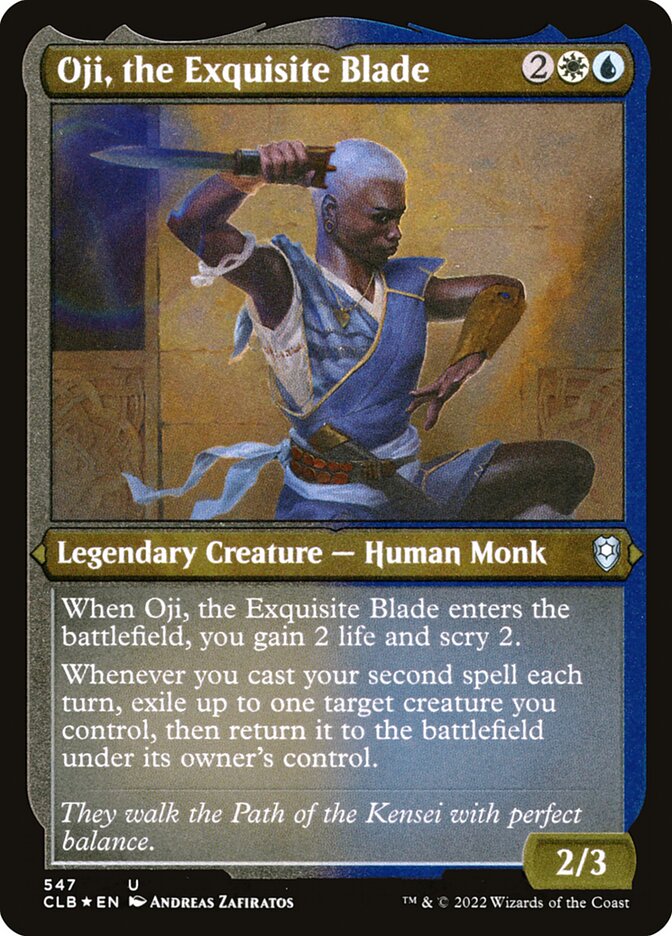 Oji, the Exquisite Blade 2
Legendary Creature — Human Monk
When Oji, the Exquisite Blade enters the
battlefield, you gain 2 life and scry 2.
Whenever you cast your second spell each
turn, exile up to one target creature you
control, then return it to the battlefield
under its owner's control.
They walk the Path of the Kensei with perfect
balance.
2/3
547 U
CLB★EN Andreas Zafiratos ™ & © 2022 Wizards of the Coast